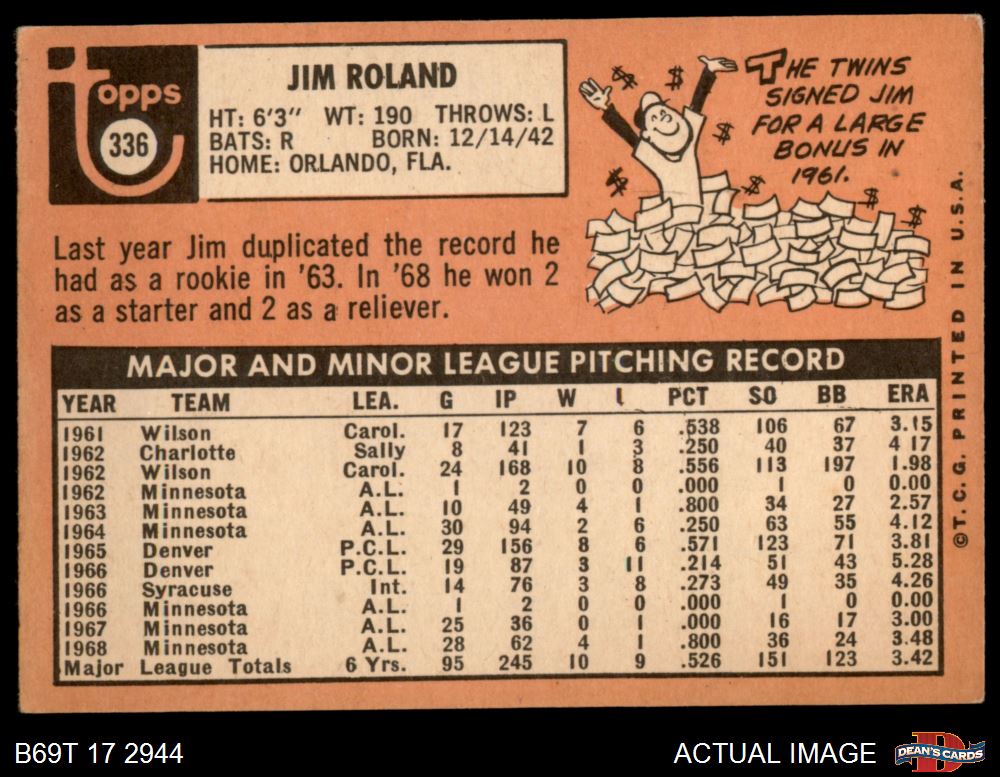 Topps
336
JIM ROLAND
HT: 6'3" WT: 190 THROWS: L
BATS: R BORN: 12/14/42
HOME: ORLANDO, FLA.
THE TWINS
SIGNED JIM
FOR A LARGE
BONUS IN
1961.
Last year Jim duplicated the record he
had as a rookie in '63. In '68 he won 2
as a starter and 2 as a reliever.
MAJOR AND MINOR LEAGUE PITCHING RECORD
YEAR TEAM LEA. G IP W L PCT SO BB ERA
1961 Wilson Carol. 17 123 7 6 .538 106 67 3.15
1962 Charlotte Sally 8 41 1 3 .250 40 37 4 17
1962 Wilson Carol. 24 168 10 8 .556 113 197 1.98
1962 Minnesota A.L. 1 2 0 0 .000 1 0 0.00
1963 Minnesota A.L. 10 49 4 1 .800 34 27 2.57
1964 Minnesota A.L. 30 94 2 6 .250 63 55 4.12
1965 Denver P.C.L. 29 156 8 6 .571 123 71 3.81
1966 Denver P.C.L. 19 87 3 11 .214 51 43 5.28
1966 Syracuse Int. 14 76 3 8 .273 49 35 4.26
1966 Minnesota A.L. 1 2 0 0 .000 1 0 0.00
1967 Minnesota A.L. 25 36 0 1 .000 16 17 3.00
1968 Minnesota A.L. 28 62 4 1 .800 36 24 3.48
Major League Totals 6 Yrs. 95 245 10 9 .526 151 123 3.42
©T.C.G. PRINTED IN U.S.A.
B69T 17 2944
ACTUAL IMAGE
D
DEAN'S CARDS